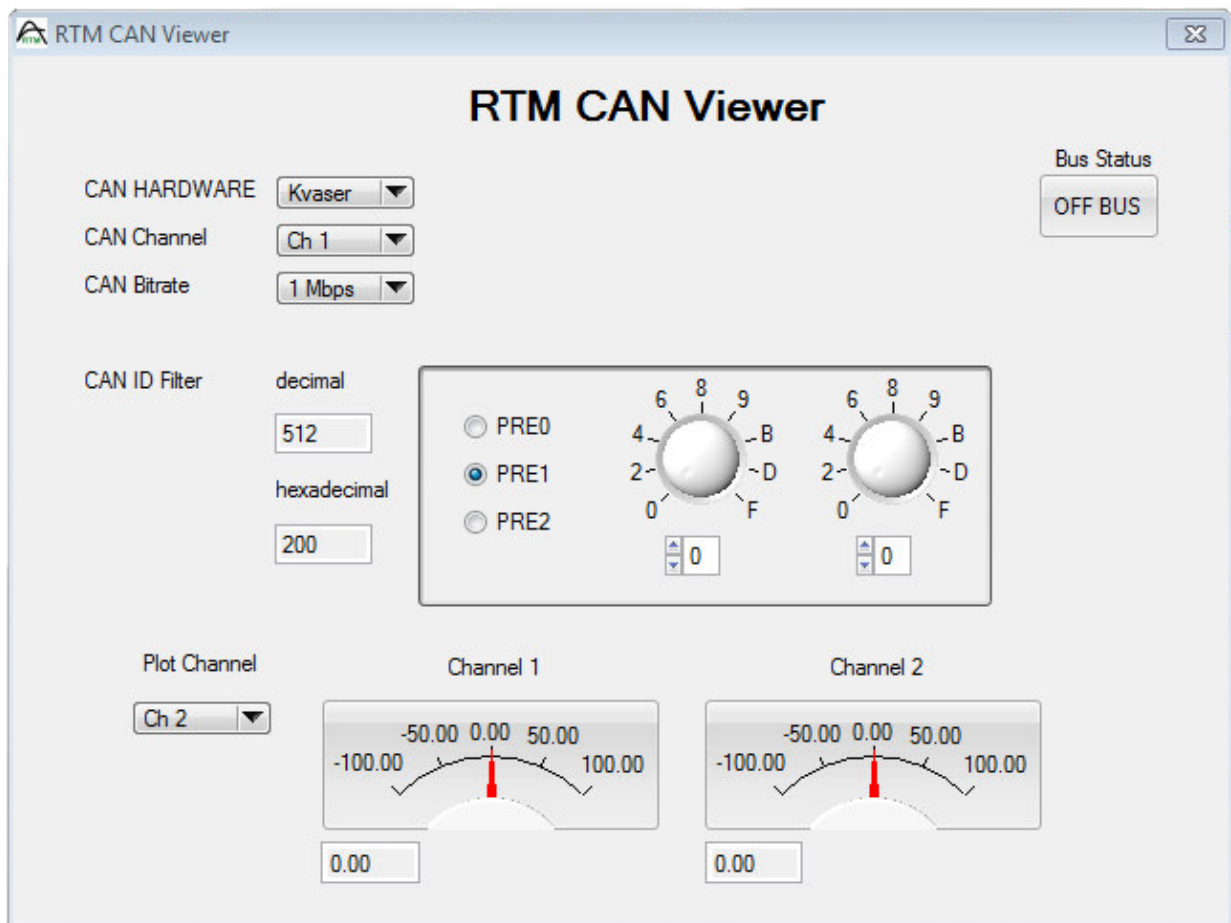 RTM CAN Viewer
RTM CAN Viewer
Bus Status
OFF BUS
CAN HARDWARE
Kvaser
CAN Channel
Ch 1
CAN Bitrate
1 Mbps
CAN ID Filter
decimal
512
hexadecimal
200
PRE0
PRE1
PRE2
0 2 4 6 8 9 B D F
0
0 2 4 6 8 9 B D F
0
Plot Channel
Ch 2
Channel 1
-100.00 -50.00 0.00 50.00 100.00
0.00
Channel 2
-100.00 -50.00 0.00 50.00 100.00
0.00